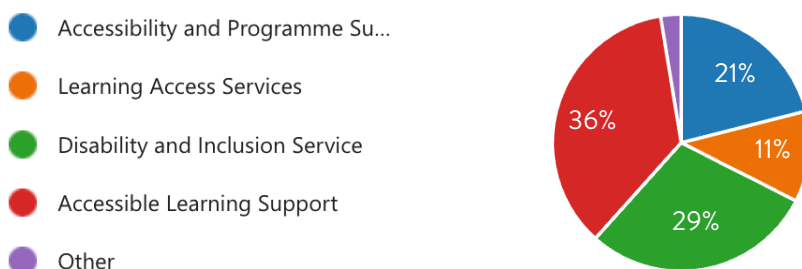 Accessibility and Programme Su...
Learning Access Services
Disability and Inclusion Service
Accessible Learning Support
Other
21%
11%
29%
36%